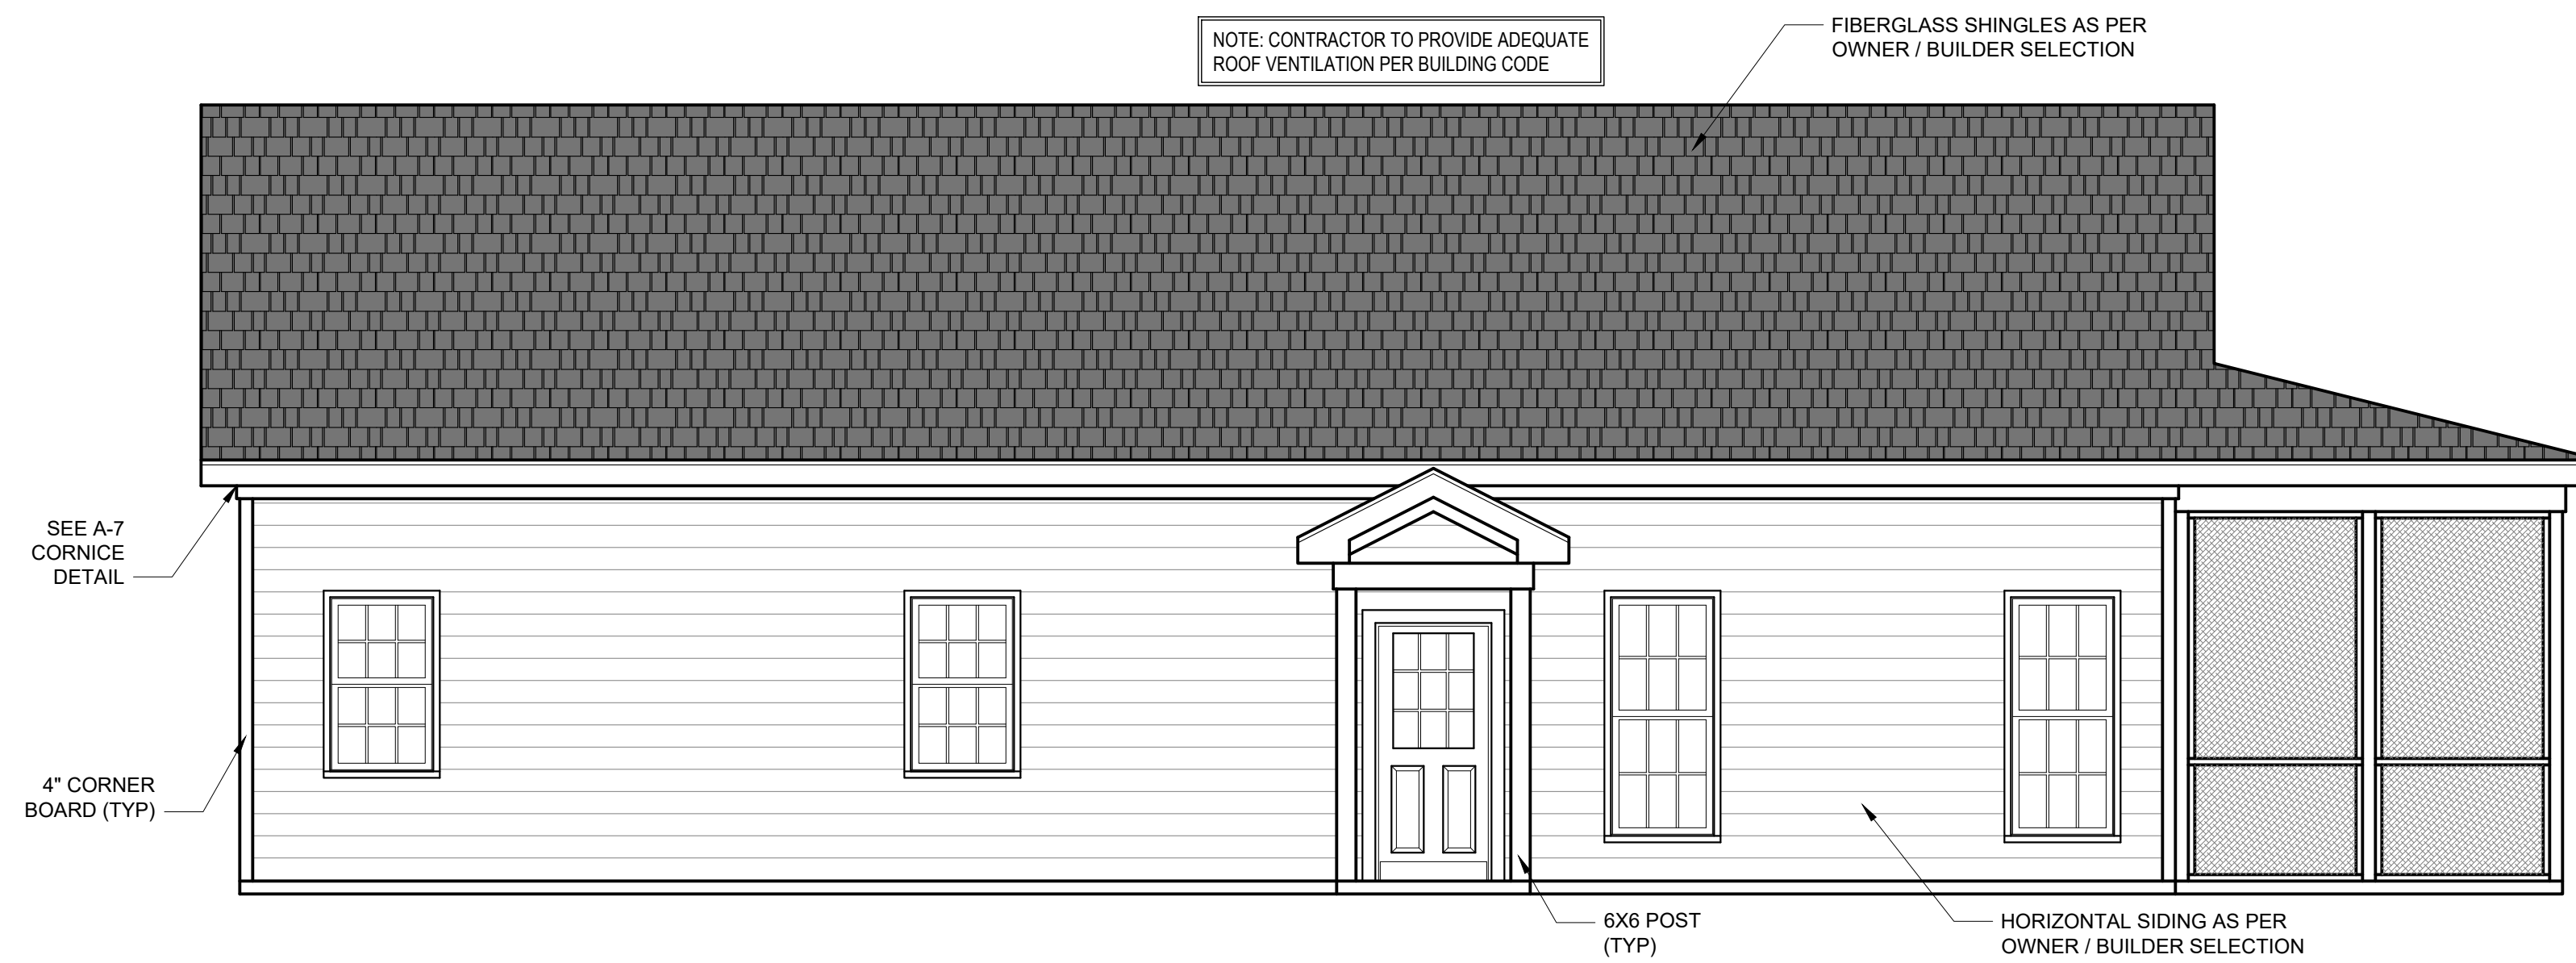 NOTE: CONTRACTOR TO PROVIDE ADEQUATE
ROOF VENTILATION PER BUILDING CODE
FIBERGLASS SHINGLES AS PER
OWNER / BUILDER SELECTION
SEE A-7
CORNICE
DETAIL
4" CORNER
BOARD (TYP)
6X6 POST
(TYP)
HORIZONTAL SIDING AS PER
OWNER / BUILDER SELECTION